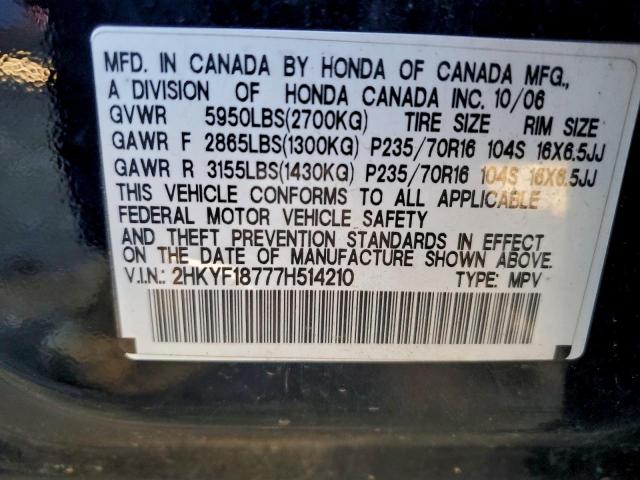 MFD. IN CANADA BY HONDA OF CANADA MFG.,
A DIVISION OF HONDA CANADA INC. 10/06
GVWR 5950LBS(2700KG) TIRE SIZE RIM SIZE
GAWR F 2865LBS(1300KG) P235/70R16 104S 16X6.5JJ
GAWR R 3155LBS(1430KG) P235/70R16 104S 16X6.5JJ
THIS VEHICLE CONFORMS TO ALL APPLICABLE
FEDERAL MOTOR VEHICLE SAFETY
AND THEFT PREVENTION STANDARDS IN EFFECT
ON THE DATE OF MANUFACTURE SHOWN ABOVE.
V.I.N.: 2HKYF18777H514210 TYPE: MPV